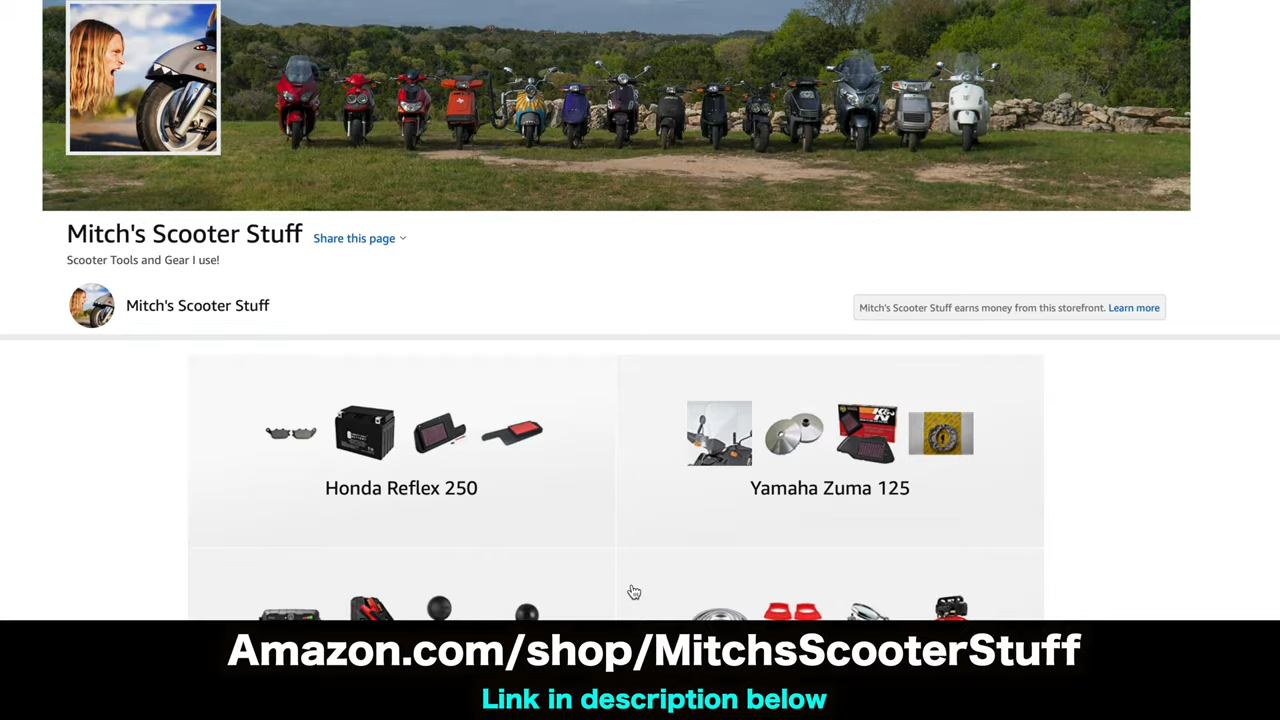 Mitch's Scooter Stuff
Share this page
Scooter Tools and Gear I use!
Mitch's Scooter Stuff
Mitch's Scooter Stuff earns money from this storefront. Learn more
Honda Reflex 250
Yamaha Zuma 125
Amazon.com/shop/MitchsScooterStuff
Link in description below